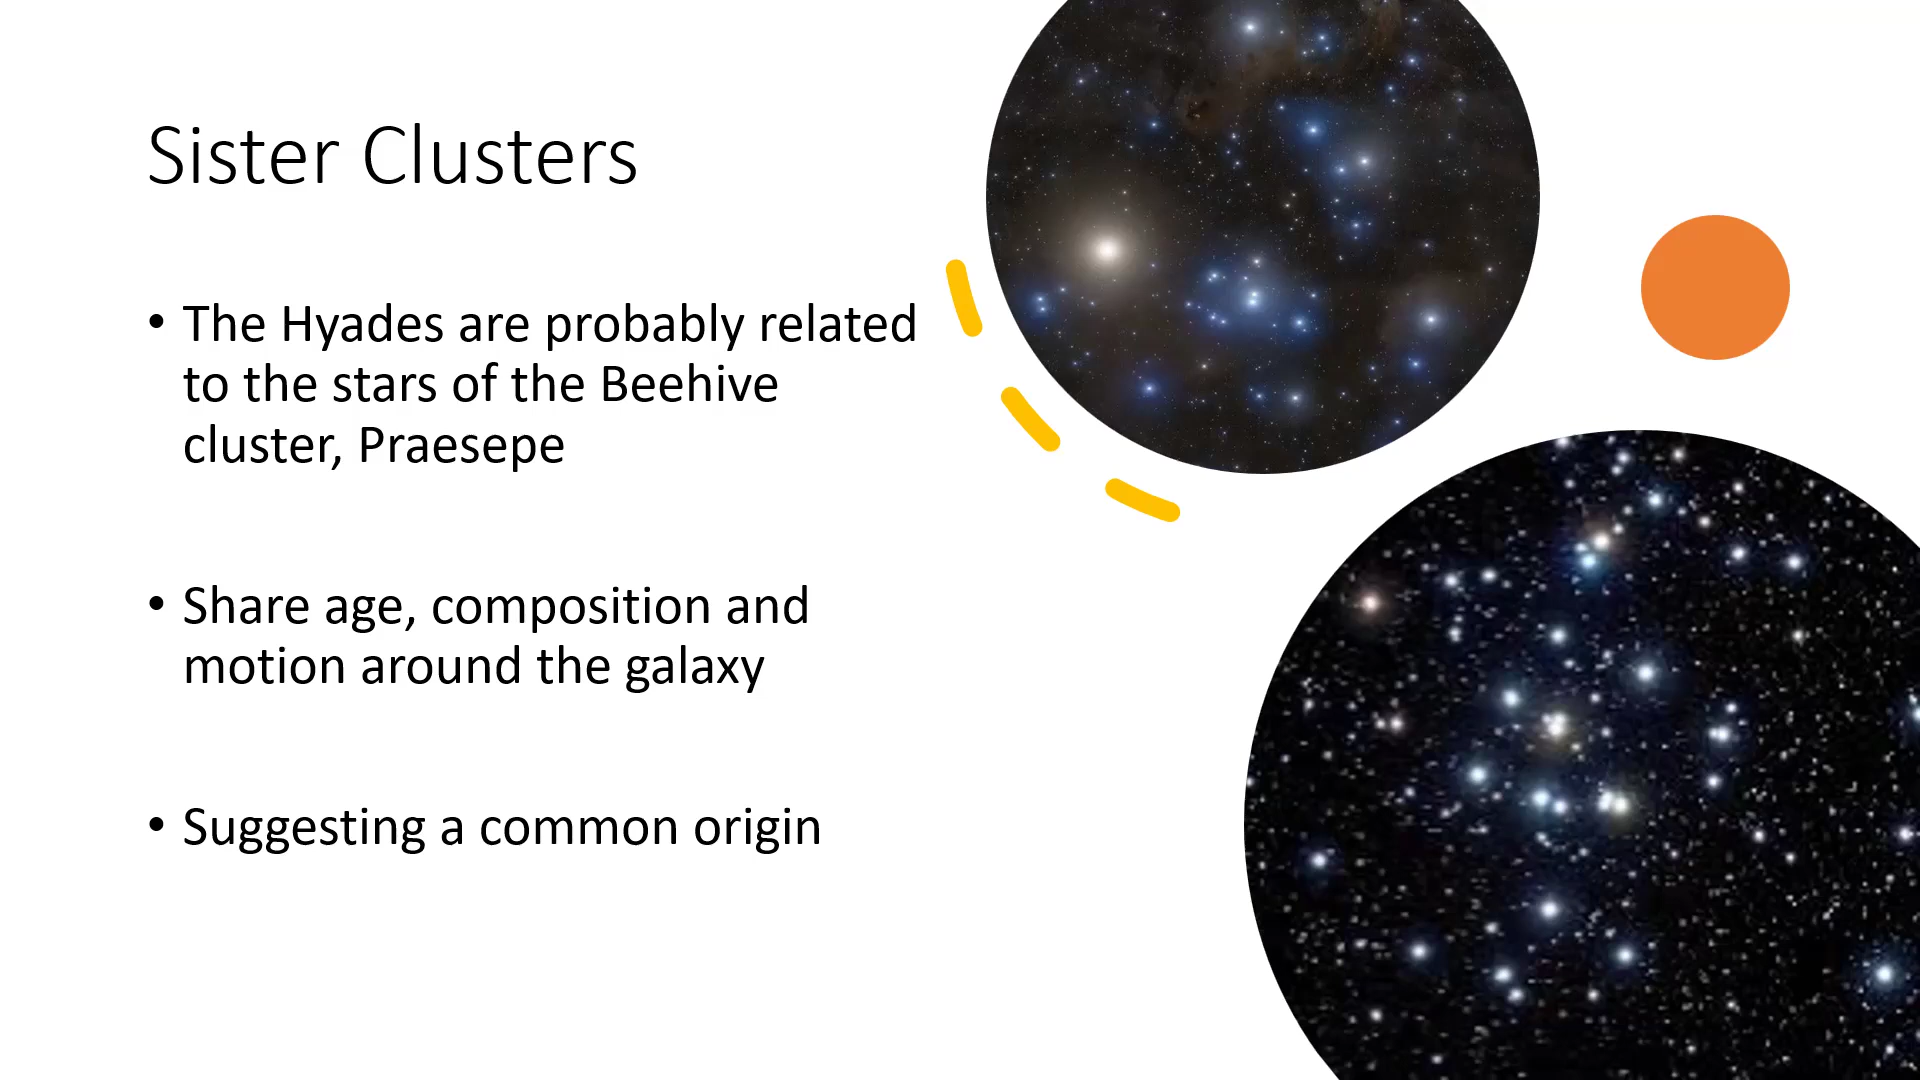 Sister Clusters
• The Hyades are probably related
to the stars of the Beehive
cluster, Praesepe
• Share age, composition and
motion around the galaxy
• Suggesting a common origin